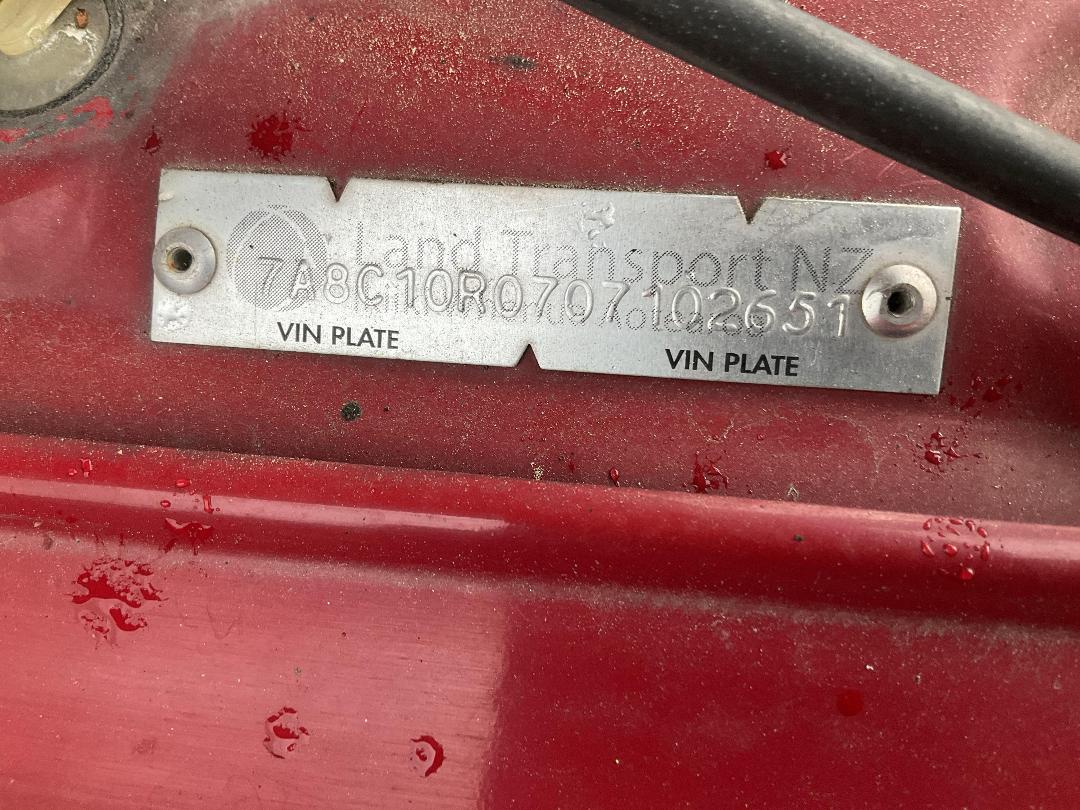 Land Transport NZ
7A8C10R0707102651
VIN PLATE VIN PLATE